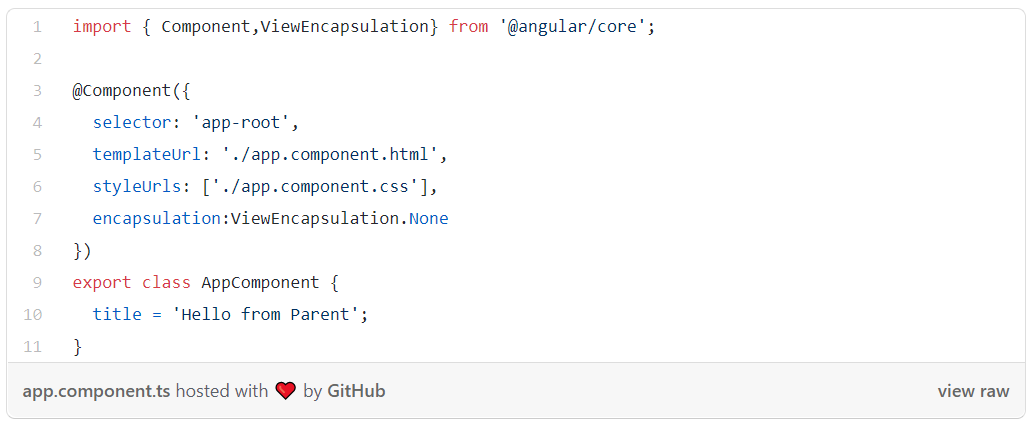 1 import { Component,ViewEncapsulation} from '@angular/core';
2
3 @Component({
4   selector: 'app-root',
5   templateUrl: './app.component.html',
6   styleUrls: ['./app.component.css'],
7   encapsulation:ViewEncapsulation.None
8 })
9 export class AppComponent {
10   title = 'Hello from Parent';
11 }
app.component.ts hosted with ❤ by GitHub view raw